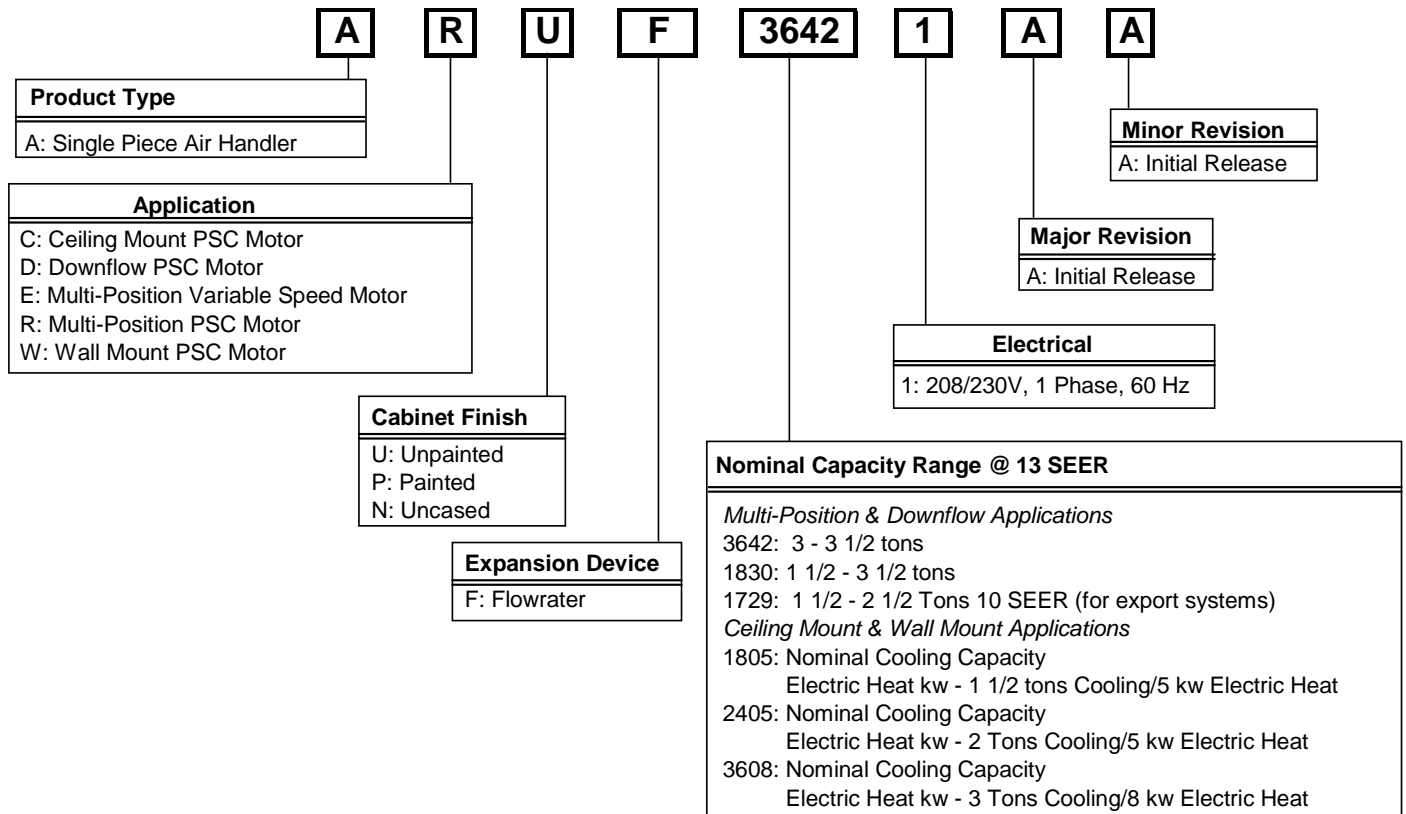 A R U F 3642 1 A A
Product Type
A: Single Piece Air Handler
Minor Revision
A: Initial Release
Application
C: Ceiling Mount PSC Motor
D: Downflow PSC Motor
E: Multi-Position Variable Speed Motor
R: Multi-Position PSC Motor
W: Wall Mount PSC Motor
Major Revision
A: Initial Release
Electrical
1: 208/230V, 1 Phase, 60 Hz
Cabinet Finish
U: Unpainted
P: Painted
N: Uncased
Expansion Device
F: Flowrater
Nominal Capacity Range @ 13 SEER
Multi-Position & Downflow Applications
3642: 3 - 3 1/2 tons
1830: 1 1/2 - 3 1/2 tons
1729: 1 1/2 - 2 1/2 Tons 10 SEER (for export systems)
Ceiling Mount & Wall Mount Applications
1805: Nominal Cooling Capacity
Electric Heat kw - 1 1/2 tons Cooling/5 kw Electric Heat
2405: Nominal Cooling Capacity
Electric Heat kw - 2 Tons Cooling/5 kw Electric Heat
3608: Nominal Cooling Capacity
Electric Heat kw - 3 Tons Cooling/8 kw Electric Heat